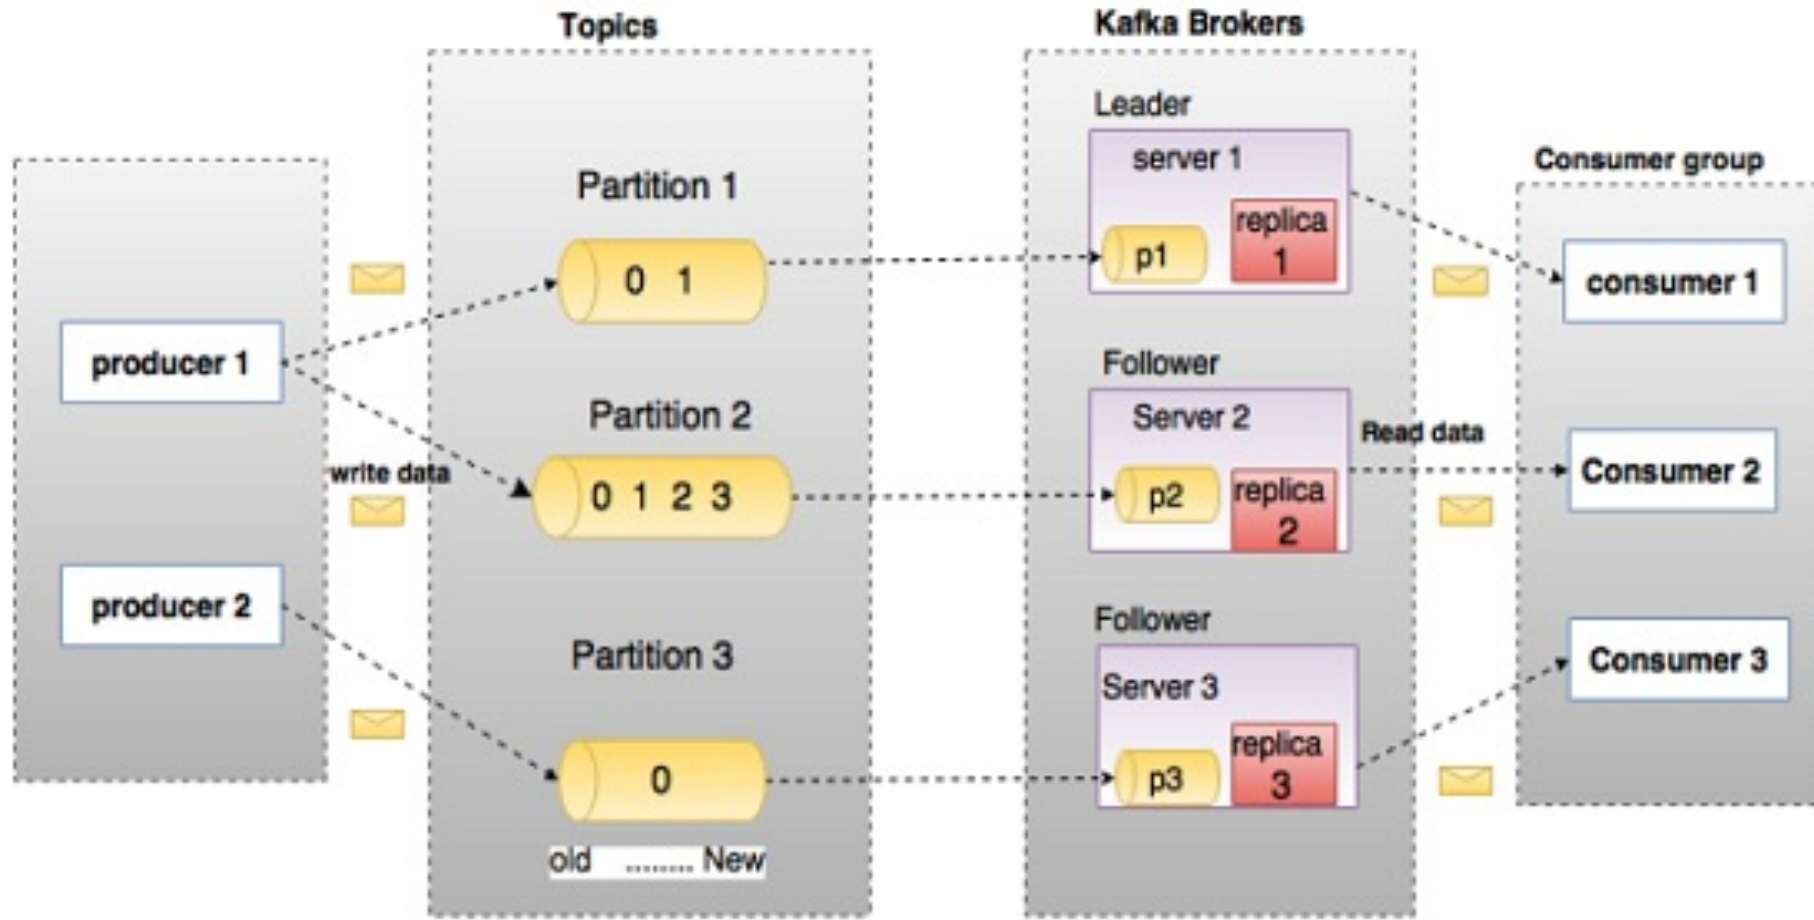 Topics
Kafka Brokers
Leader
server 1
Consumer group
Partition 1
replica
1
0 1
p1
consumer 1
producer 1
Follower
Partition 2
Server 2
Read data
write data
0 1 2 3
p2
replica
2
Consumer 2
producer 2
Follower
Partition 3
Server 3
Consumer 3
0
p3
replica
3
old ......... New